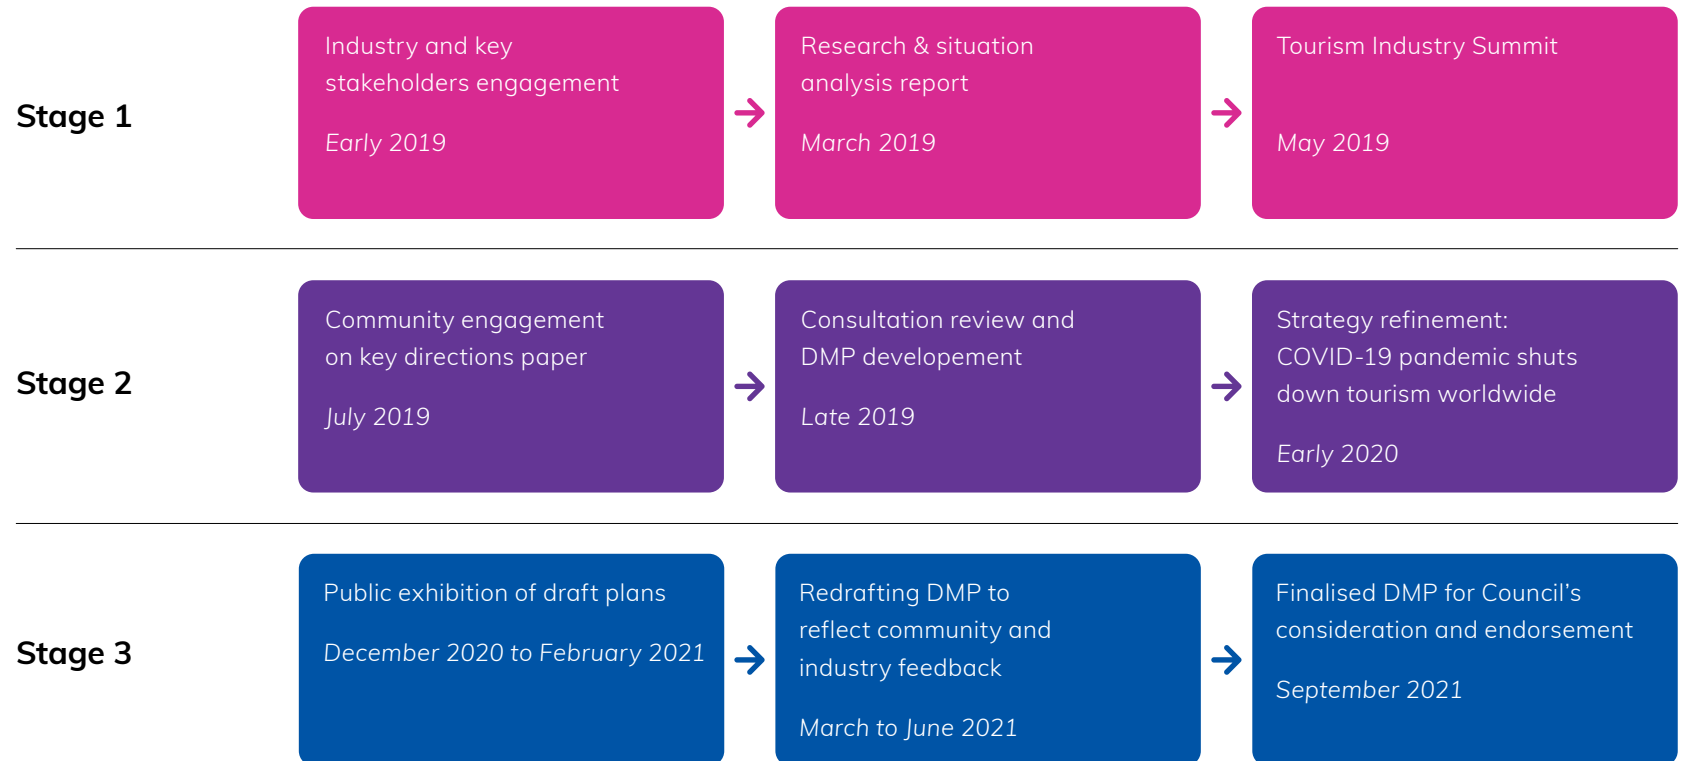 Stage 1
Industry and key
stakeholders engagement
Early 2019
Research & situation
analysis report
March 2019
Tourism Industry Summit
May 2019
Stage 2
Community engagement
on key directions paper
July 2019
Consultation review and
DMP developement
Late 2019
Strategy refinement:
COVID-19 pandemic shuts
down tourism worldwide
Early 2020
Stage 3
Public exhibition of draft plans
December 2020 to February 2021
Redrafting DMP to
reflect community and
industry feedback
March to June 2021
Finalised DMP for Council’s
consideration and endorsement
September 2021